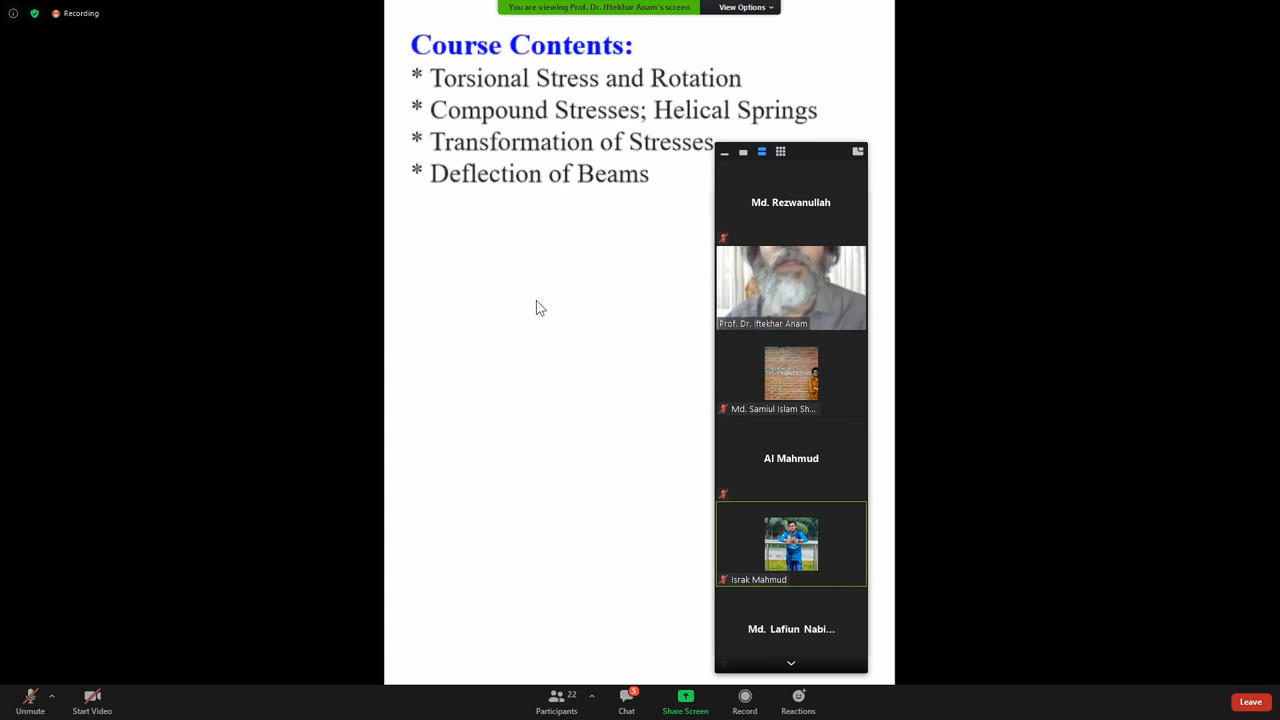 Recording
You are viewing Prof. Dr. Iftekhar Anam's screen
View Options
Course Contents:
* Torsional Stress and Rotation
* Compound Stresses; Helical Springs
* Transformation of Stresses
* Deflection of Beams
Md. Rezwanullah
Prof. Dr. Iftekhar Anam
Md. Samiul Islam Sh...
Al Mahmud
Israk Mahmud
Md. Lafiun Nabi...
Unmute
Start Video
22
Participants
5
Chat
Share Screen
Record
Reactions
Leave